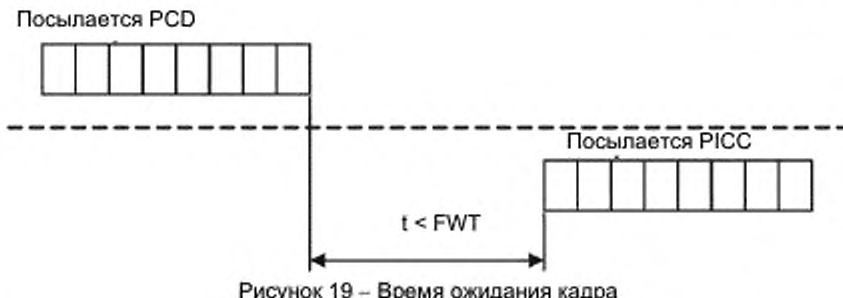 Посылается PCD
Посылается PICC
t < FWT
Рисунок 19 – Время ожидания кадра